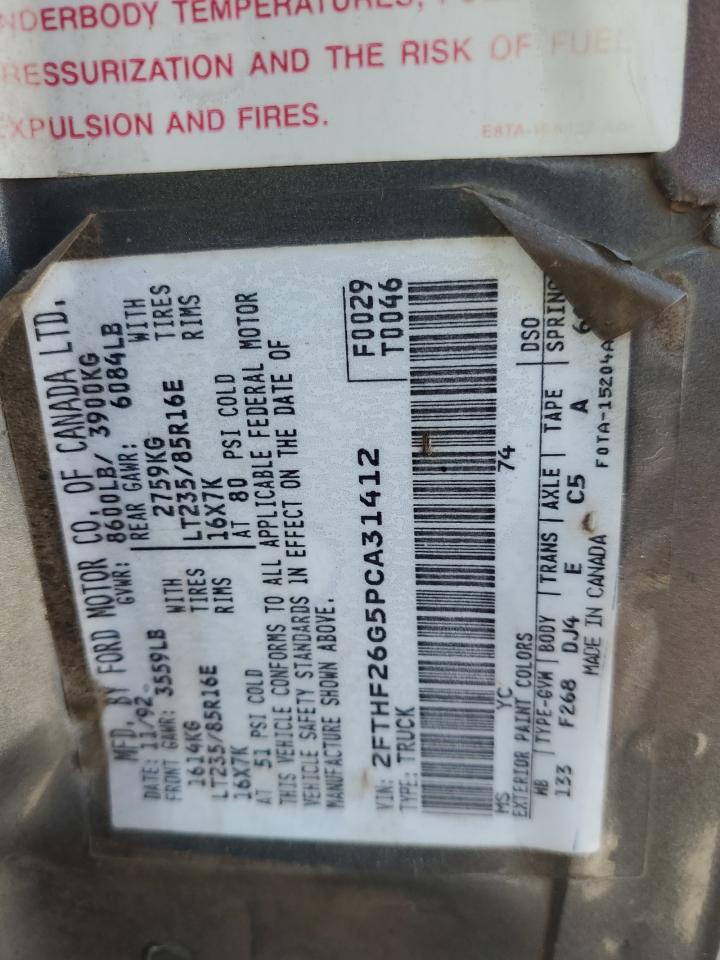 NDERBODY TEMPERATURES,
RESSURIZATION AND THE RISK OF FUEL
EXPULSION AND FIRES.
MFD. BY FORD MOTOR CO. OF CANADA LTD.
DATE: 11/92 GVWR: 8600LB/ 3900KG
FRONT GAWR: 3559LB REAR GAWR: 6084LB
1614KG WITH 2759KG WITH
LT235/85R16E TIRES LT235/85R16E TIRES
16X7K RIMS 16X7K RIMS
AT 51 PSI COLD AT 80 PSI COLD
THIS VEHICLE CONFORMS TO ALL APPLICABLE FEDERAL MOTOR
VEHICLE SAFETY STANDARDS IN EFFECT ON THE DATE OF
MANUFACTURE SHOWN ABOVE.
F0029
VIN: 2FTHF26G5PCA31412
TYPE: TRUCK T0046
MS YC 74
EXTERIOR PAINT COLORS DSO
WB TYPE-GVW BODY TRANS AXLE TAPE SPRING
133 F268 DJ4 E C5 A
MADE IN CANADA F0TA-15204A